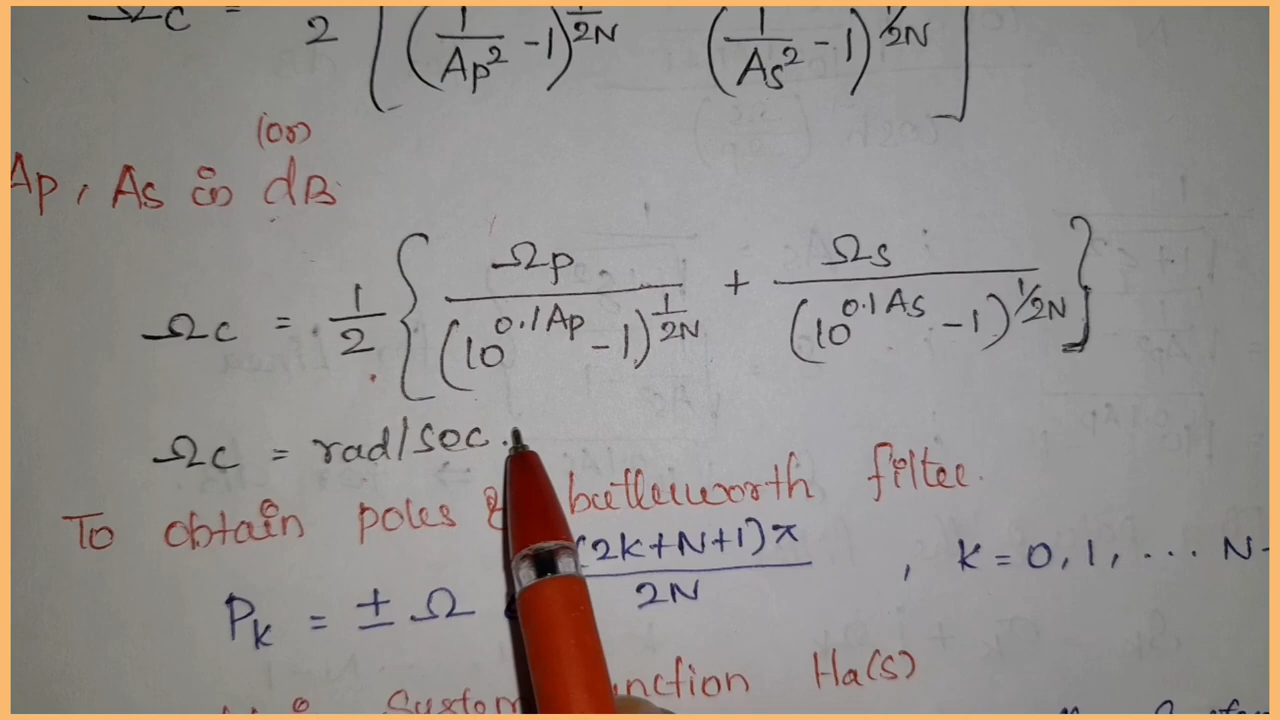 Ωc = 1/2 [ / (1/Ap² - 1)^1/2N (1/As² - 1)^1/2N ]
(or)
Ap, As in dB
Ωc = 1/2 { Ωp/(10^0.1Ap - 1)^1/2N + Ωs/(10^0.1As - 1)^1/2N }
Ωc = rad/sec.
To obtain poles butterworth filter.
Pk = ± Ω (2k+N+1)π/2N , k = 0, 1, ... N-
System Ha(s)